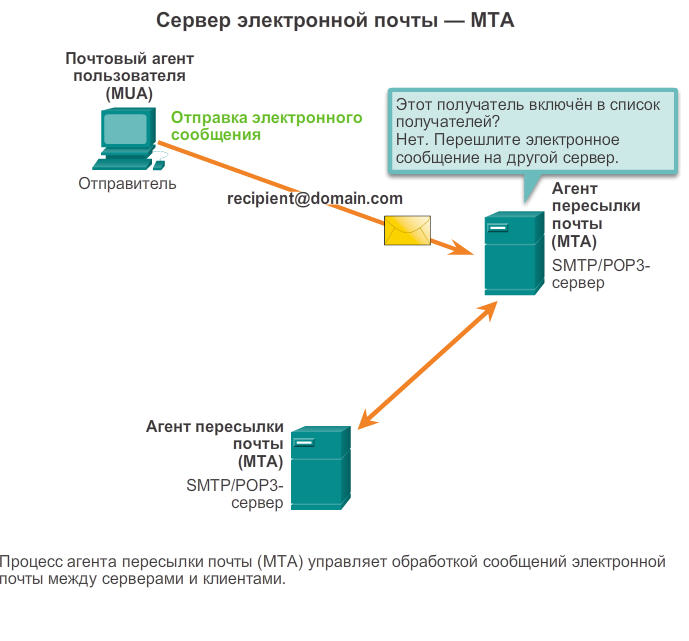 Сервер электронной почты — MTA
Почтовый агент
пользователя
(MUA)
Отправка электронного
сообщения
Отправитель
recipient@domain.com
Этот получатель включён в список
получателей?
Нет. Перешлите электронное
сообщение на другой сервер.
Агент
пересылки
почты
(MTA)
SMTP/POP3-
сервер
Агент пересылки
почты
(MTA)
SMTP/POP3-
сервер
Процесс агента пересылки почты (MTA) управляет обработкой сообщений электронной
почты между серверами и клиентами.